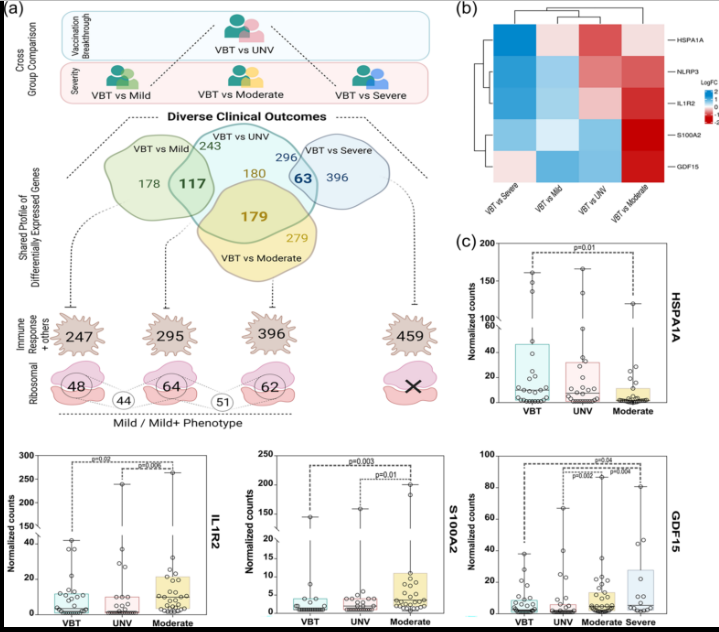 (a)
Cross
Group Comparison
Vaccination
Breakthrough
VBT vs UNV
Severity
VBT vs Mild
VBT vs Moderate
VBT vs Severe
Diverse Clinical Outcomes
Shared Plotfile of
Differentially Expressed Genes
VBT vs UNV
VBT vs Mild
243
296
VBT vs Severe
178
117
180
63
396
179
279
VBT vs Moderate
Immune
Response
+ others
247
295
396
459
Ribosomal
48
64
62
44
51
Mild / Mild+ Phenotype
(b)
HSPA1A
NLRP3
IL1R2
S100A2
GDF15
LogFC
2
1
0
-1
-2
VBT vs Severe
VBT vs Mild
VBT vs UNV
VBT vs Moderate
(c)
Normalized counts
200
150
100
60
40
20
0
p=0.01
VBT
UNV
Moderate
HSPA1A
Normalized counts
300
250
200
150
40
20
0
p=0.02
p=0.006
VBT
UNV
Moderate
IL1R2
Normalized counts
250
200
150
20
15
10
5
0
p=0.003
p=0.01
VBT
UNV
Moderate
S100A2
Normalized counts
100
80
60
40
20
0
p=0.04
p=0.002
p=0.004
VBT
UNV
Moderate
Severe
GDF15